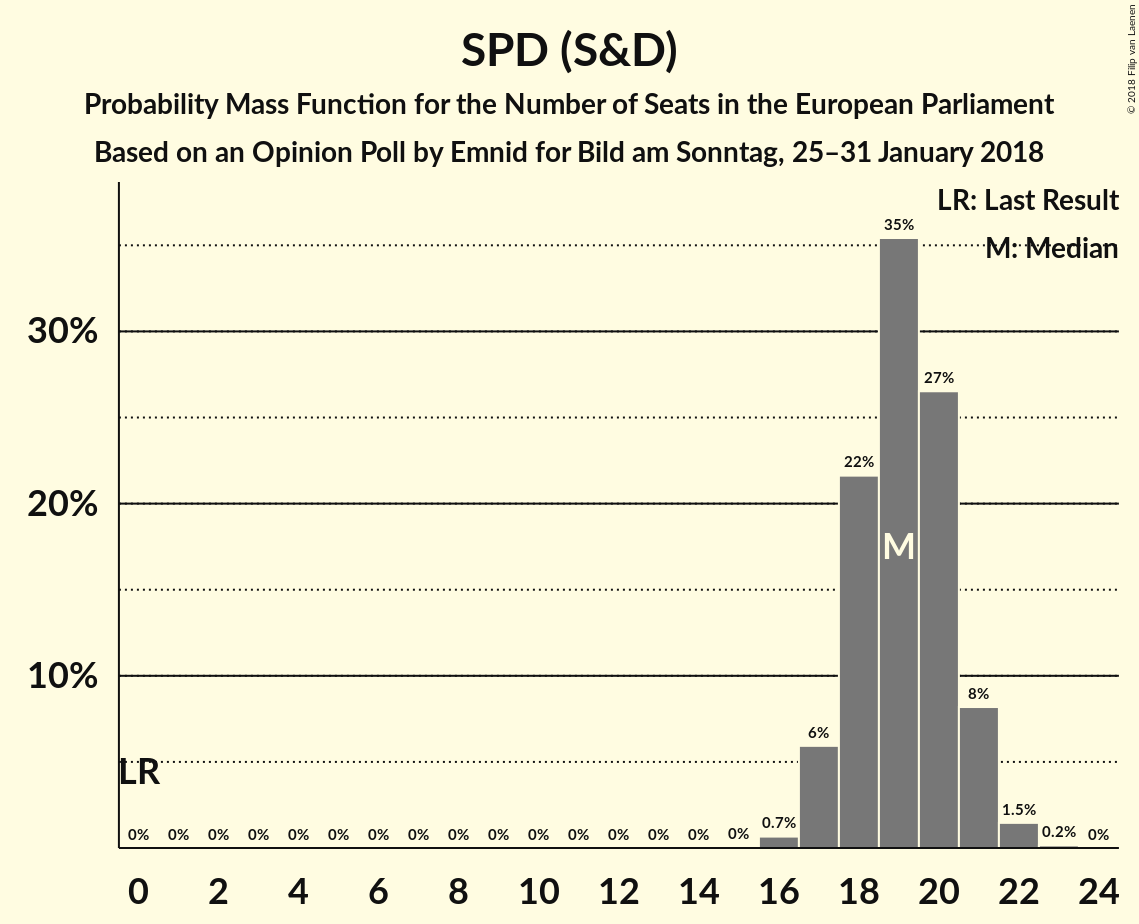 SPD (S&D)
Probability Mass Function for the Number of Seats in the European Parliament
Based on an Opinion Poll by Emnid for Bild am Sonntag, 25–31 January 2018
© 2018 Filip van Laenen
LR: Last Result
M: Median
30%
20%
10%
LR
M
0% 0% 0% 0% 0% 0% 0% 0% 0% 0% 0% 0% 0% 0% 0% 0% 0.7% 6% 22% 35% 27% 8% 1.5% 0.2% 0%
0 2 4 6 8 10 12 14 16 18 20 22 24